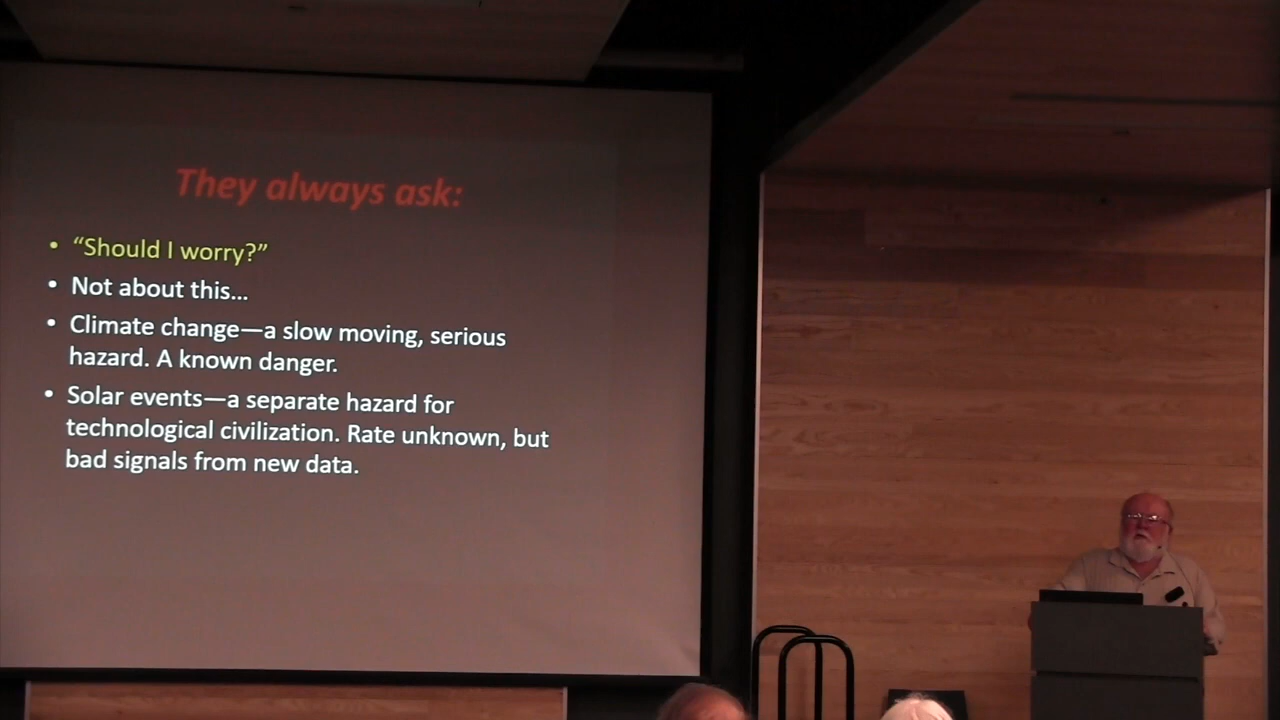 They always ask:
• “Should I worry?”
• Not about this...
• Climate change—a slow moving, serious
hazard. A known danger.
• Solar events—a separate hazard for
technological civilization. Rate unknown, but
bad signals from new data.